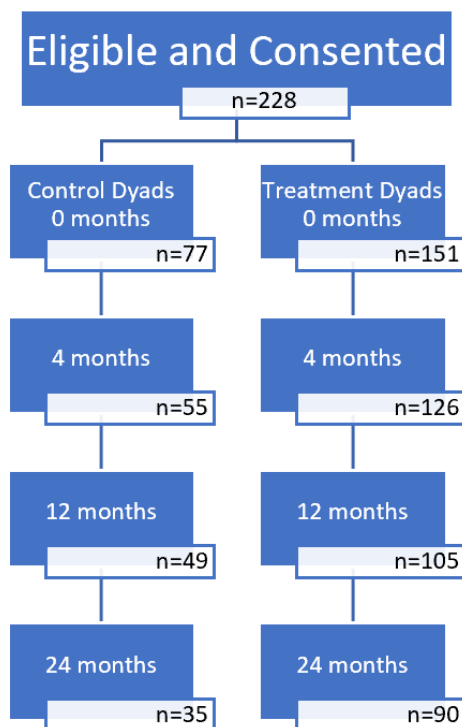 Eligible and Consented
n=228
Control Dyads
0 months
n=77
Treatment Dyads
0 months
n=151
4 months
n=55
4 months
n=126
12 months
n=49
12 months
n=105
24 months
n=35
24 months
n=90